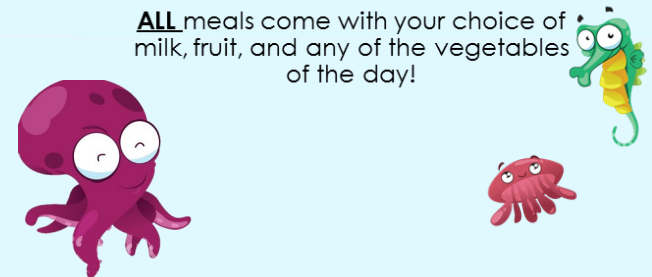 ALL meals come with your choice of
milk, fruit, and any of the vegetables
of the day!